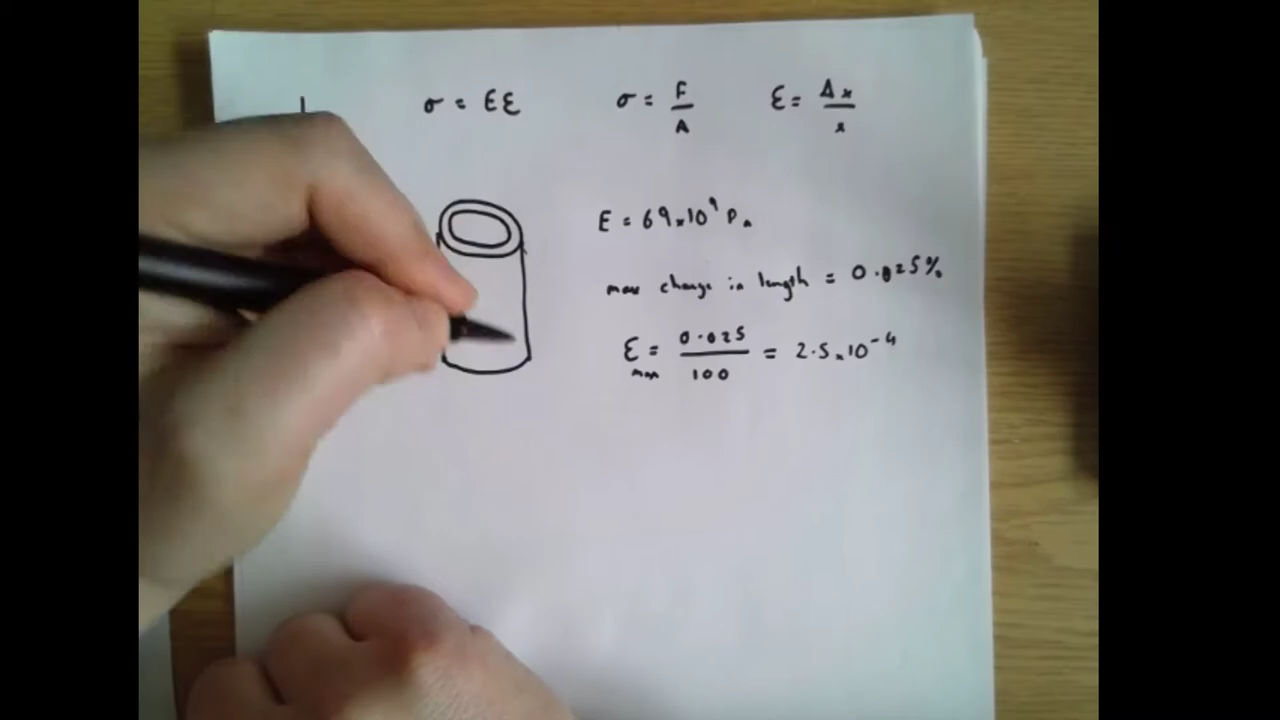 σ = Eε σ = F/A ε = Δx/x
E = 69×10⁹ Pa
max change in length = 0.025%
ε max = 0.025/100 = 2.5×10⁻⁴